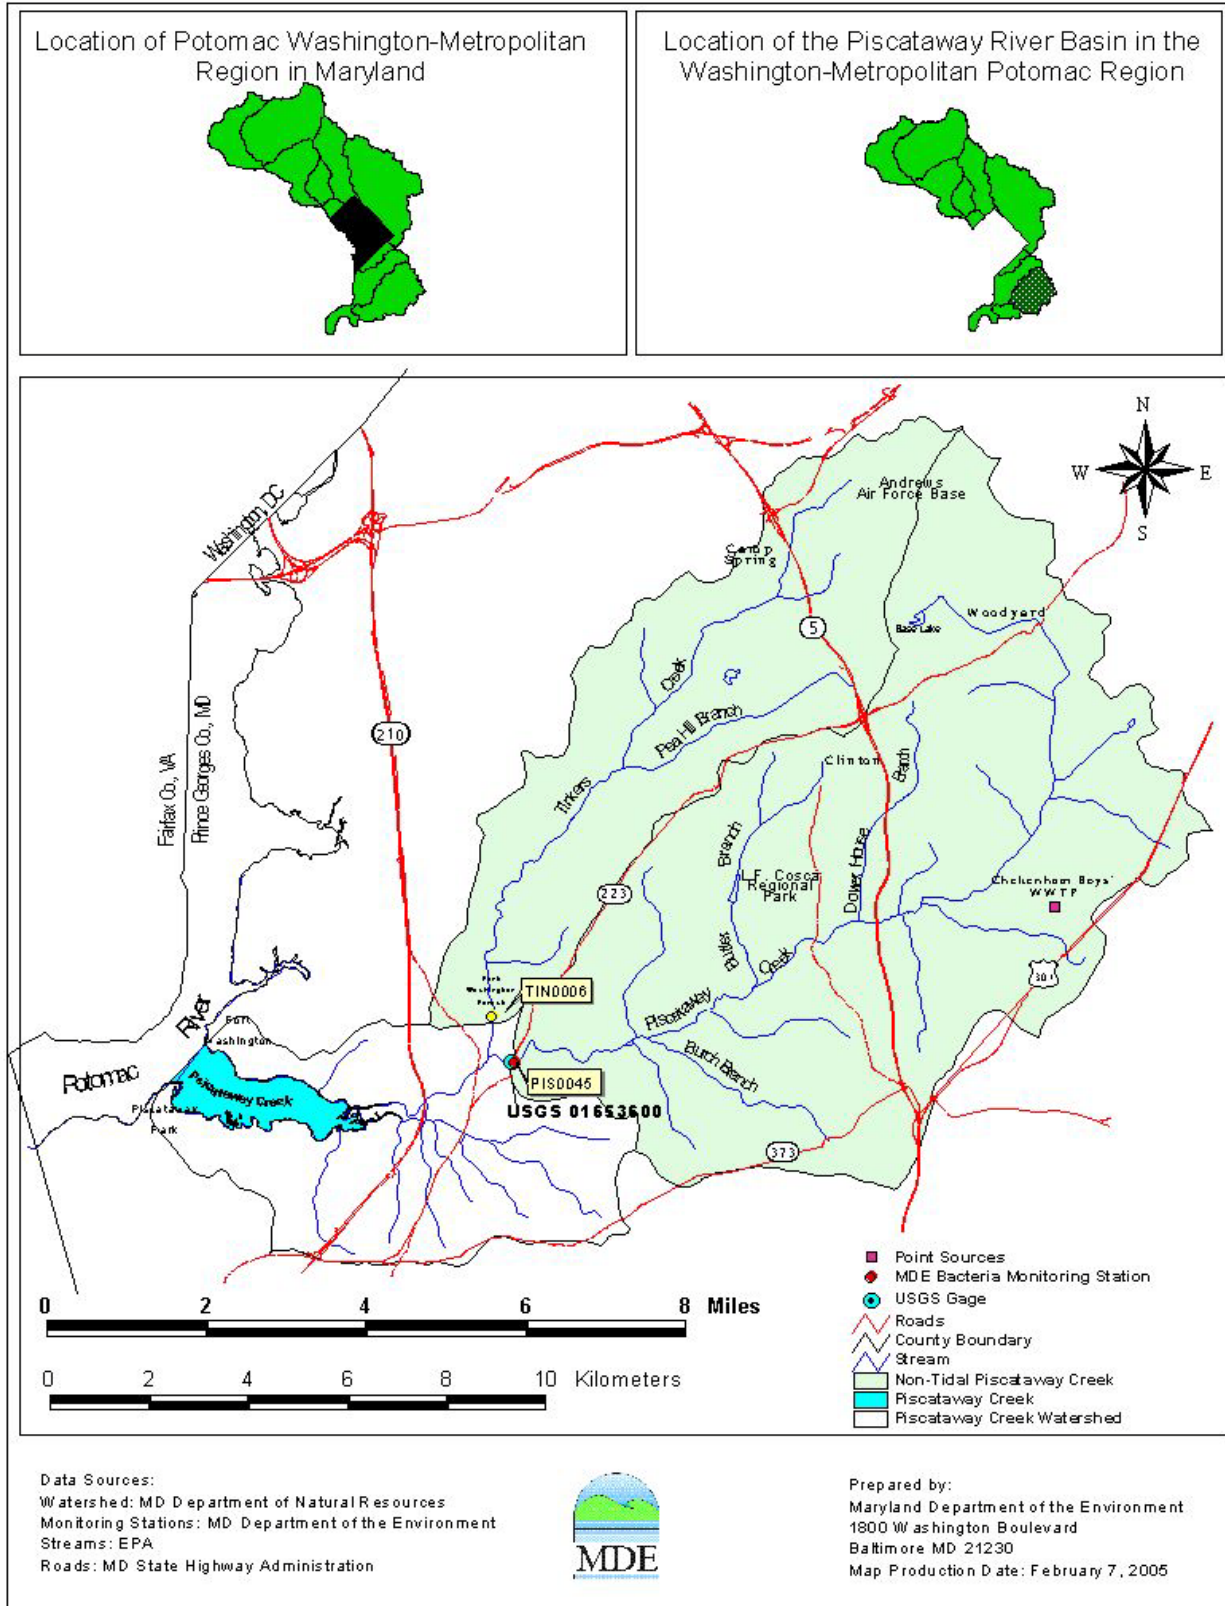 Location of Potomac Washington-Metropolitan
Region in Maryland
Location of the Piscataway River Basin in the
Washington-Metropolitan Potomac Region
N
W
E
S
Washington, DC
Andrews
Air Force Base
Camp
Spring
5
Base Lake
Woodyard
Creek
Pea Hill Branch
Tinkers
210
Fairfax Co., VA
Prince Georges Co., MD
Clinton
Branch
Dower House
Branch
Butler
L.F. Cosca
Regional
Park
223
Cheltenham Boys'
WWTP
301
Creek
Piscataway
Fort
Washington
TIN0006
Burch Branch
River
Potomac
Fort
Washington
Piscataway Creek
Piscataway
Park
PIS0045
USGS 01653600
373
0 2 4 6 8 Miles
0 2 4 6 8 10 Kilometers
Point Sources
MDE Bacteria Monitoring Station
USGS Gage
Roads
County Boundary
Stream
Non-Tidal Piscataway Creek
Piscataway Creek
Piscataway Creek Watershed
Data Sources:
Watershed: MD Department of Natural Resources
Monitoring Stations: MD Department of the Environment
Streams: EPA
Roads: MD State Highway Administration
MDE
Prepared by:
Maryland Department of the Environment
1800 Washington Boulevard
Baltimore MD 21230
Map Production Date: February 7, 2005